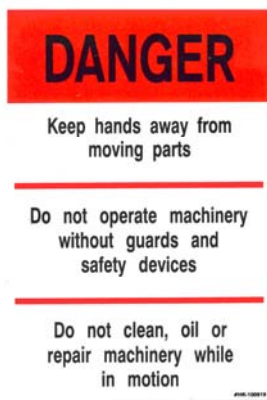 DANGER
Keep hands away from
moving parts
Do not operate machinery
without guards and
safety devices
Do not clean, oil or
repair machinery while
in motion